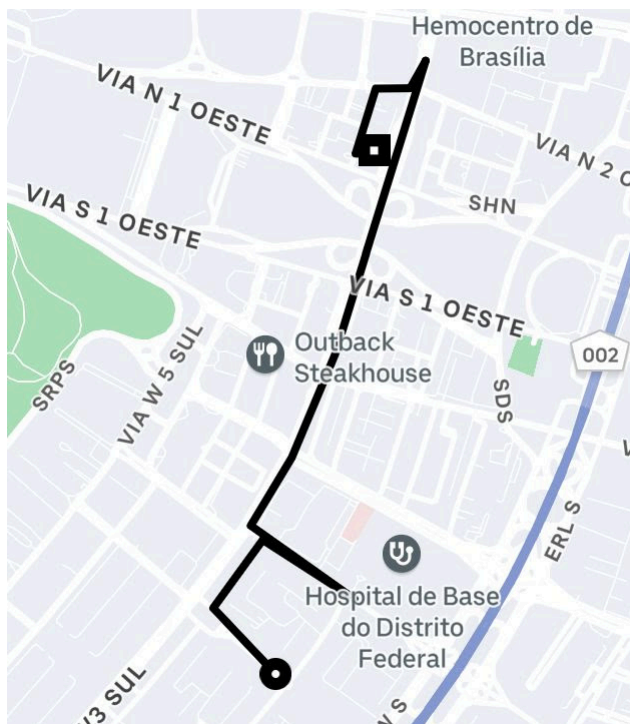 Hemocentro de
Brasília
VIA N 1 OESTE
VIA N 2 O
SHN
VIA S 1 OESTE
VIA S 1 OESTE
002
Outback
Steakhouse
SRPS
VIA W 5 SUL
SDS
ERL S
Hospital de Base
do Distrito
Federal
W3 SUL
W S